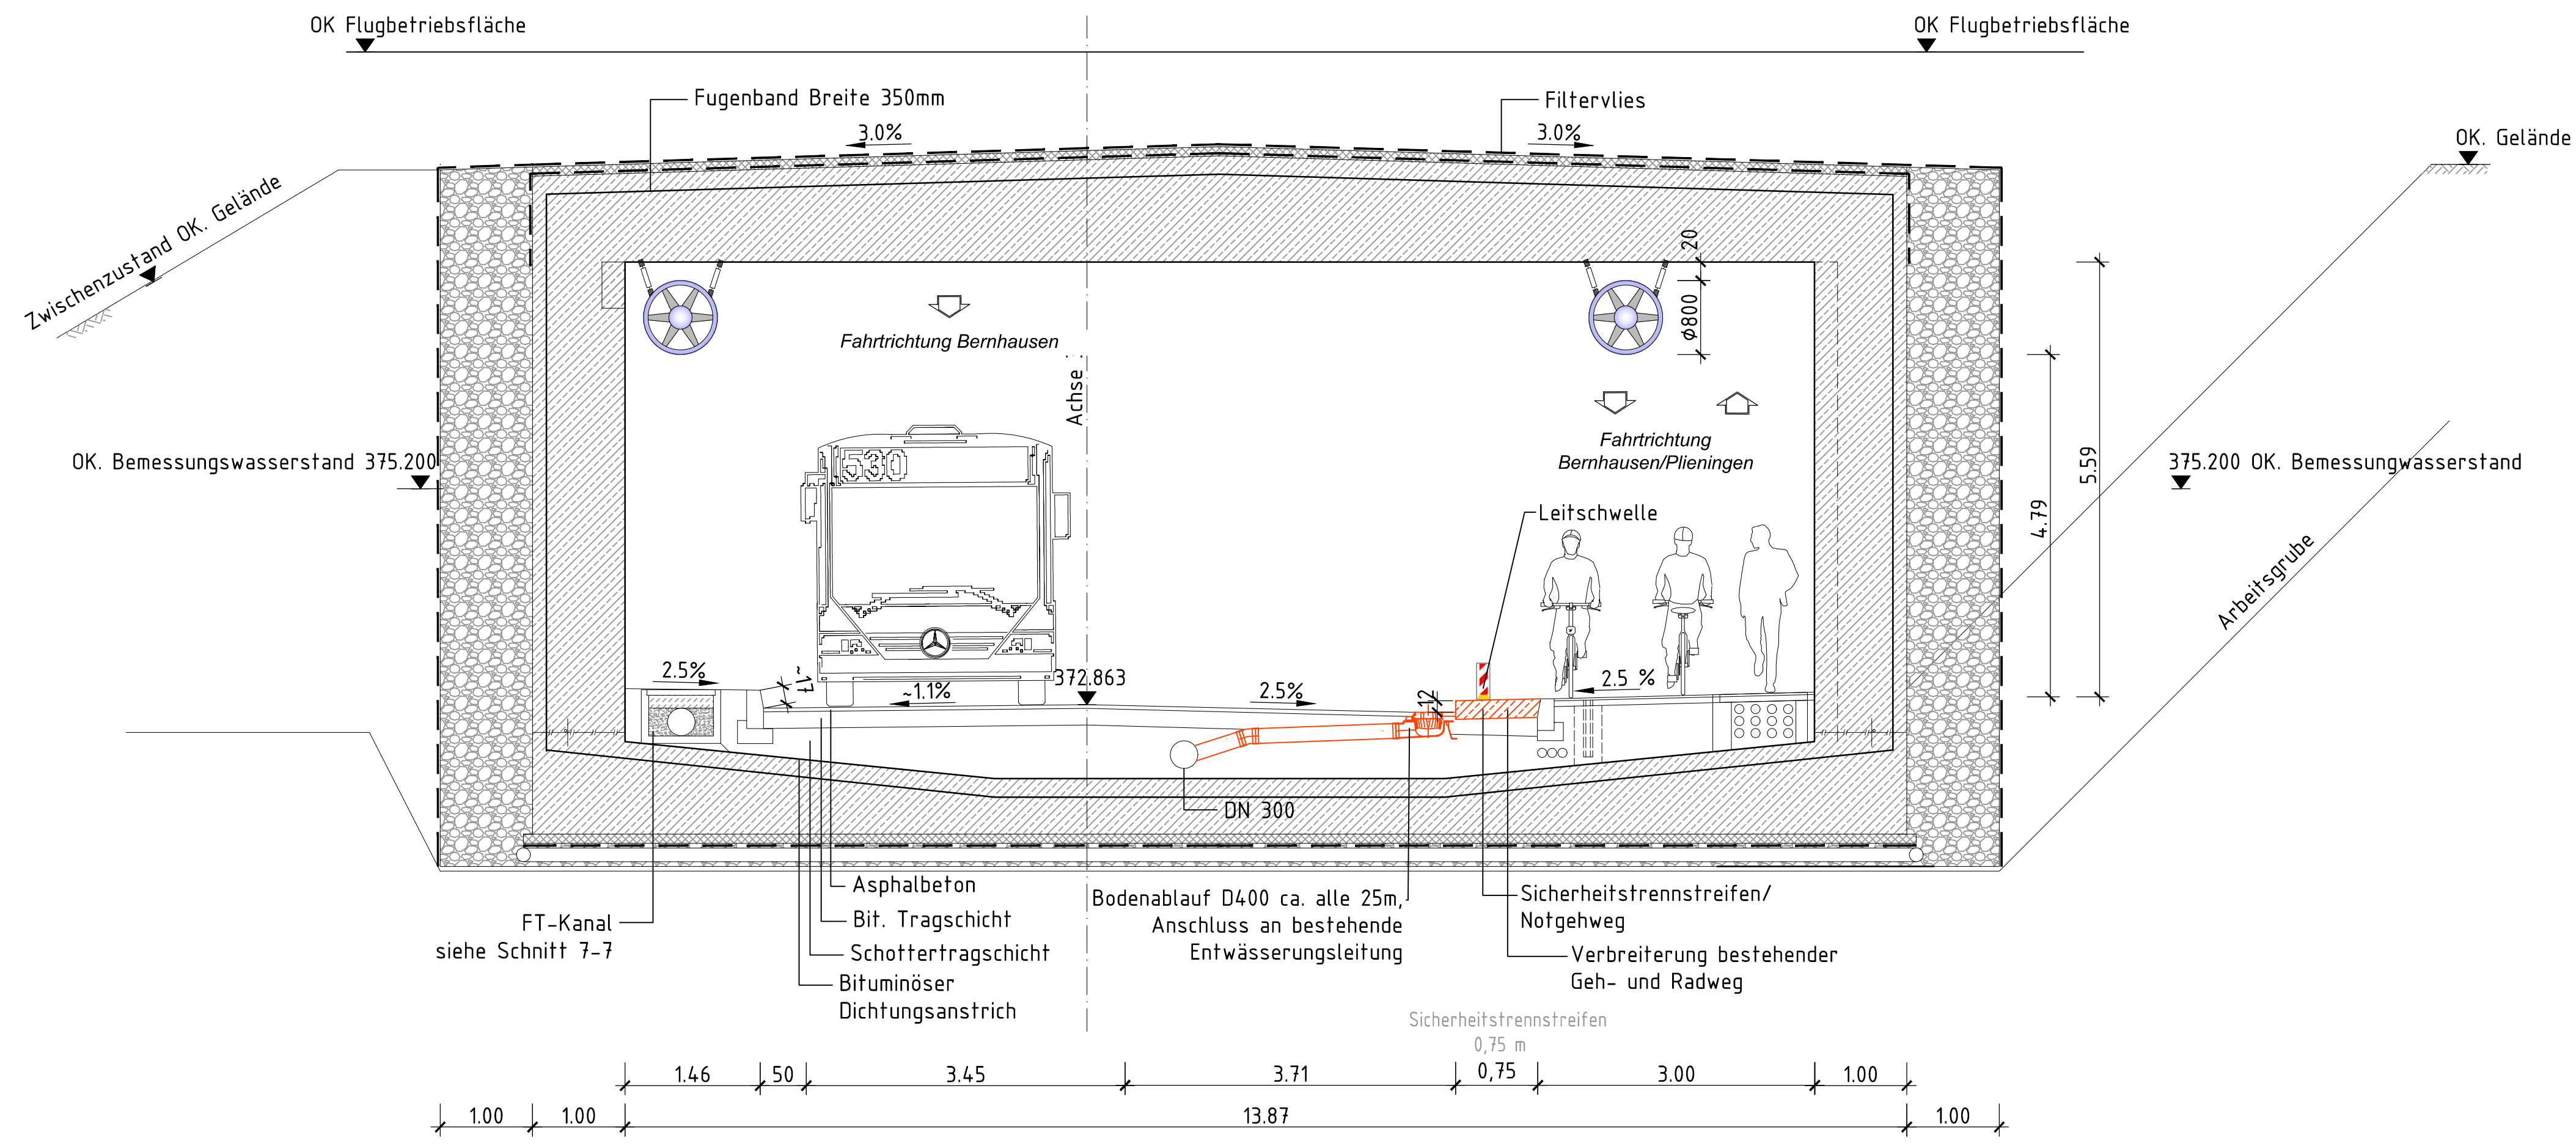 OK Flugbetriebsfläche
OK Flugbetriebsfläche
Fugenband Breite 350mm
Filtervlies
3.0%
3.0%
OK. Gelände
Zwischenzustand OK. Gelände
20
φ800
Fahrtrichtung Bernhausen
Achse
Fahrtrichtung
Bernhausen/Plieningen
530
OK. Bemessungswasserstand 375.200
375.200 OK. Bemessungwasserstand
5.59
4.79
Leitschwelle
Arbeitsgrube
2.5%
~17
~1.1%
372.863
2.5%
12
2.5 %
DN 300
Asphalbeton
Bit. Tragschicht
Schottertragschicht
Bituminöser
Dichtungsanstrich
FT-Kanal
siehe Schnitt 7-7
Bodenablauf D400 ca. alle 25m,
Anschluss an bestehende
Entwässerungsleitung
Sicherheitstrennstreifen/
Notgehweg
Verbreiterung bestehender
Geh- und Radweg
Sicherheitstrennstreifen
0,75 m
1.46
50
3.45
3.71
0,75
3.00
1.00
1.00
1.00
13.87
1.00